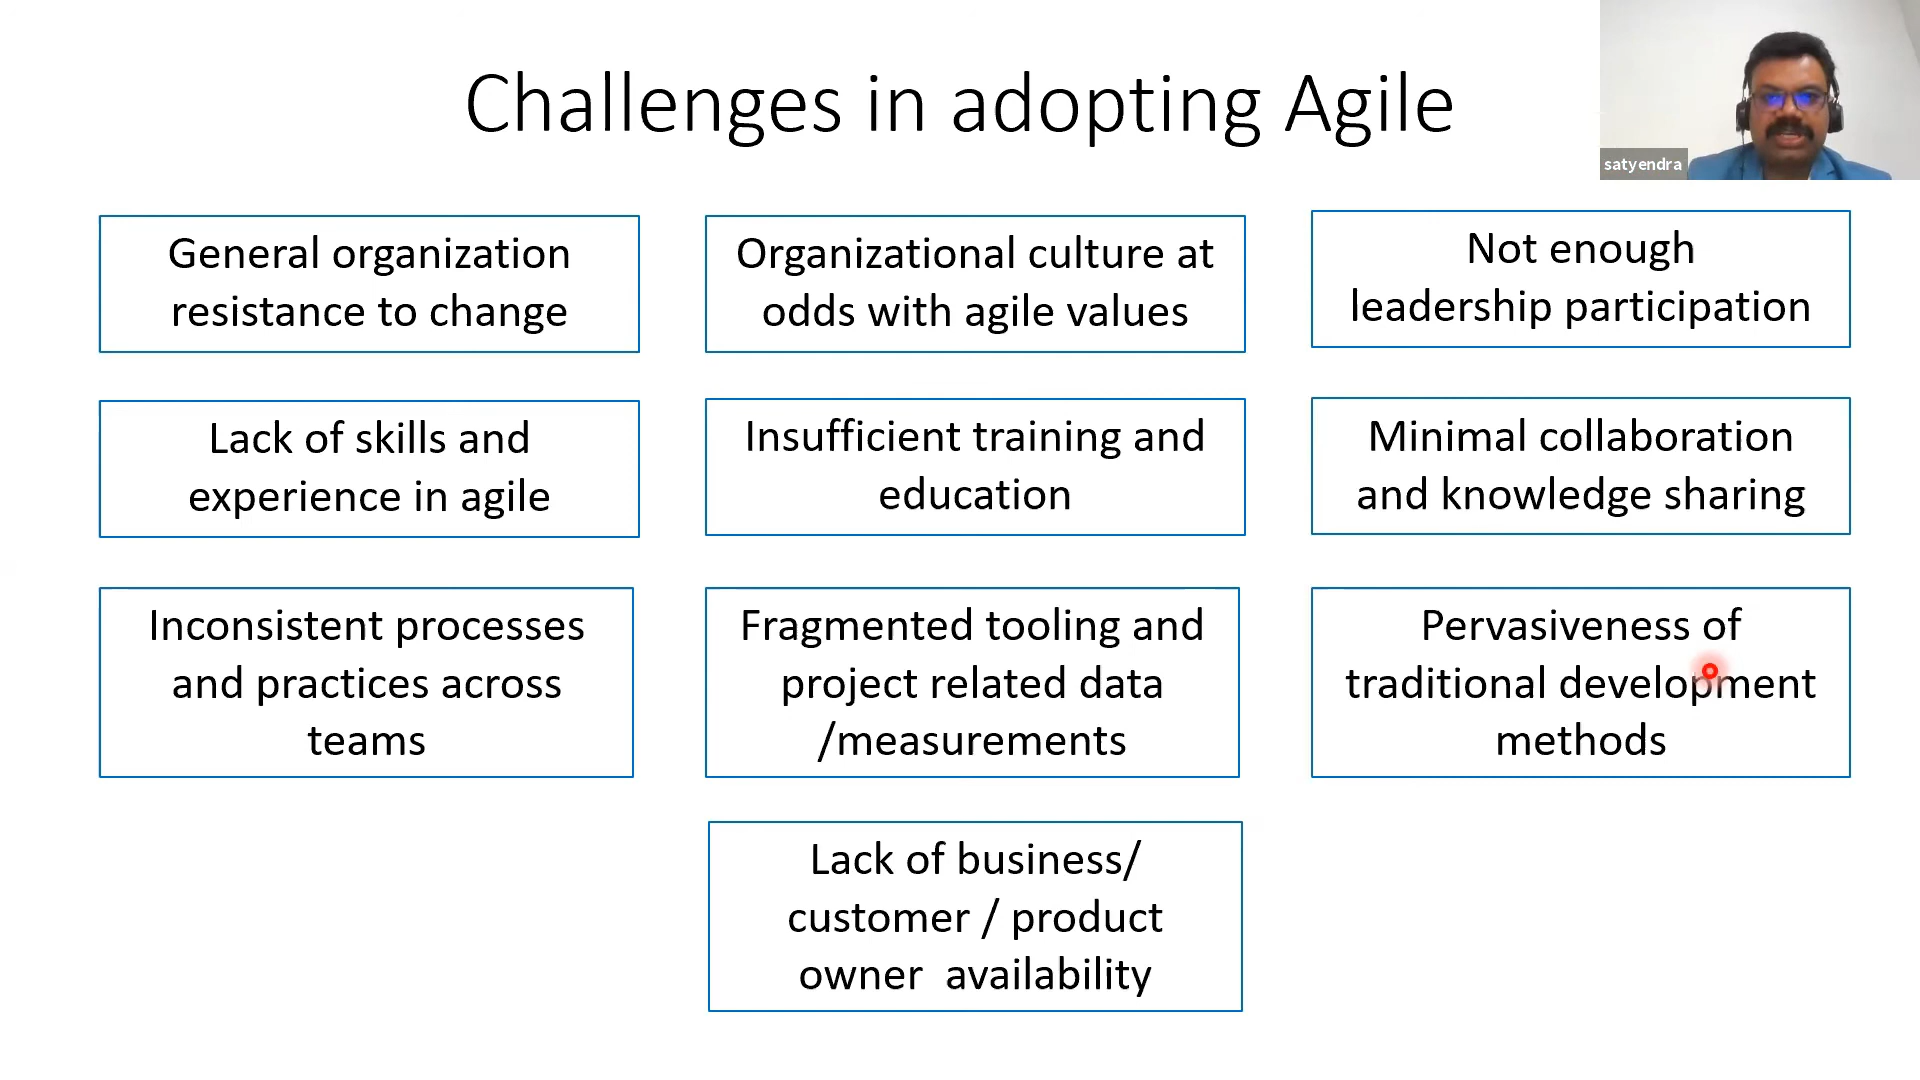 Challenges in adopting Agile
satyendra
General organization
resistance to change
Organizational culture at
odds with agile values
Not enough
leadership participation
Lack of skills and
experience in agile
Insufficient training and
education
Minimal collaboration
and knowledge sharing
Inconsistent processes
and practices across
teams
Fragmented tooling and
project related data
/measurements
Pervasiveness of
traditional development
methods
Lack of business/
customer / product
owner  availability